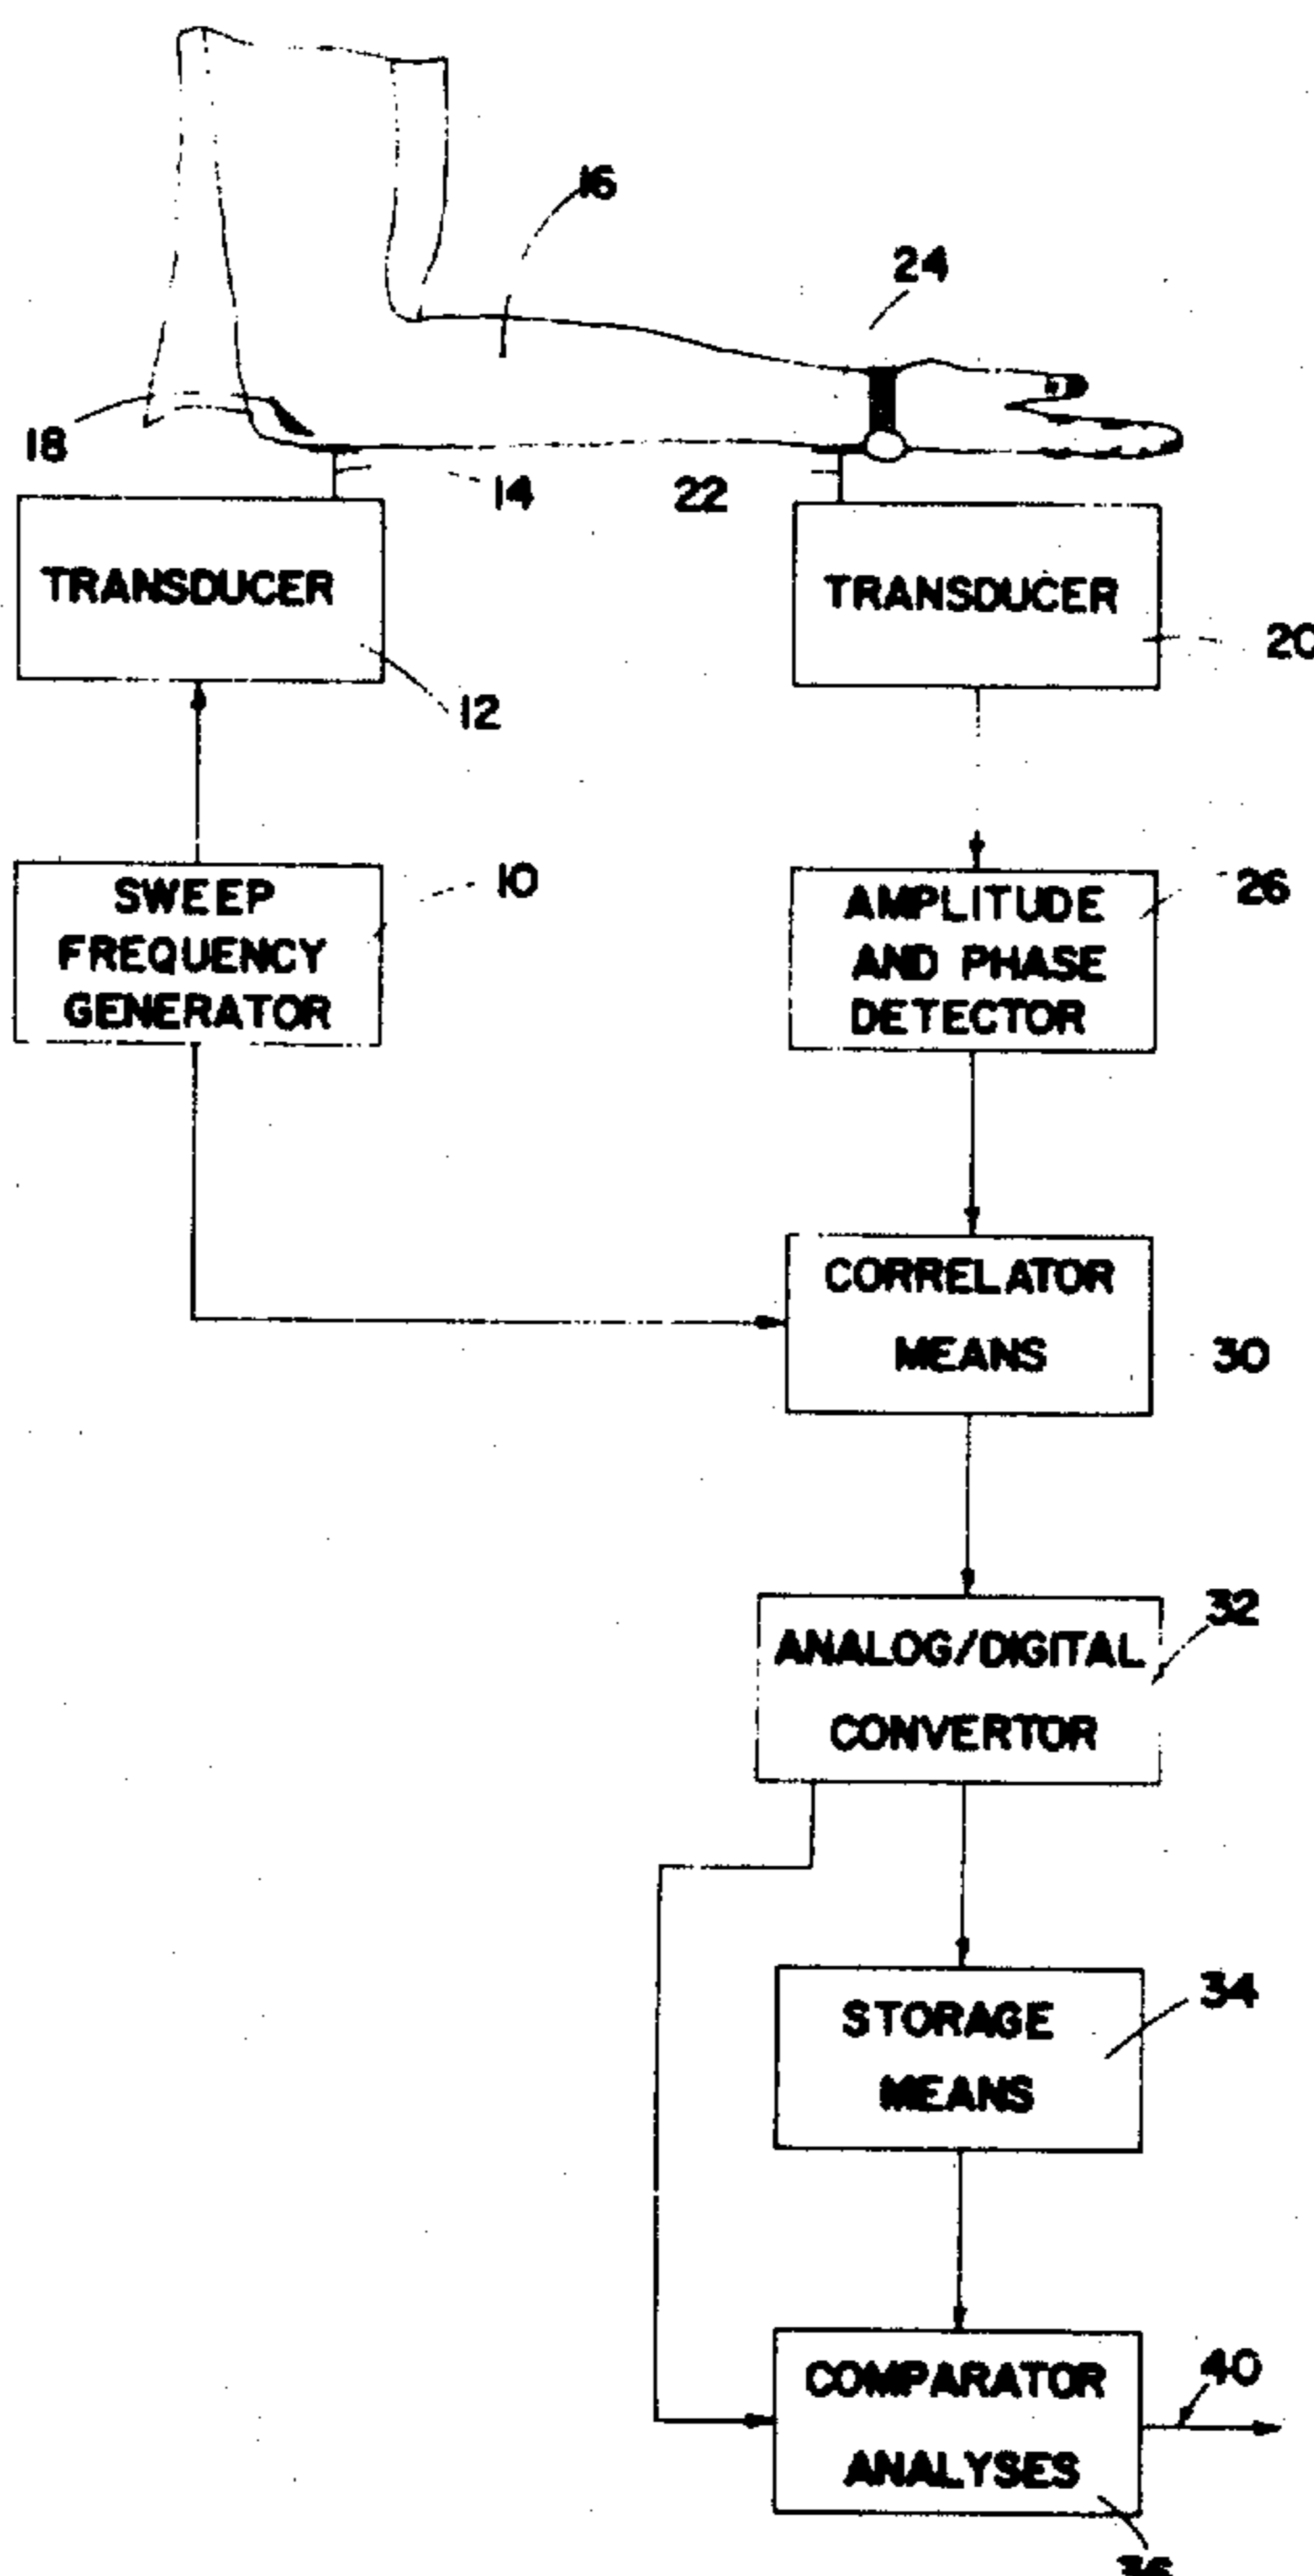 16
24
18
14
22
TRANSDUCER
TRANSDUCER
20
12
SWEEP
FREQUENCY
GENERATOR
10
AMPLITUDE
AND PHASE
DETECTOR
26
CORRELATOR
MEANS
30
ANALOG/DIGITAL
CONVERTOR
32
STORAGE
MEANS
34
COMPARATOR
ANALYSES
40
36